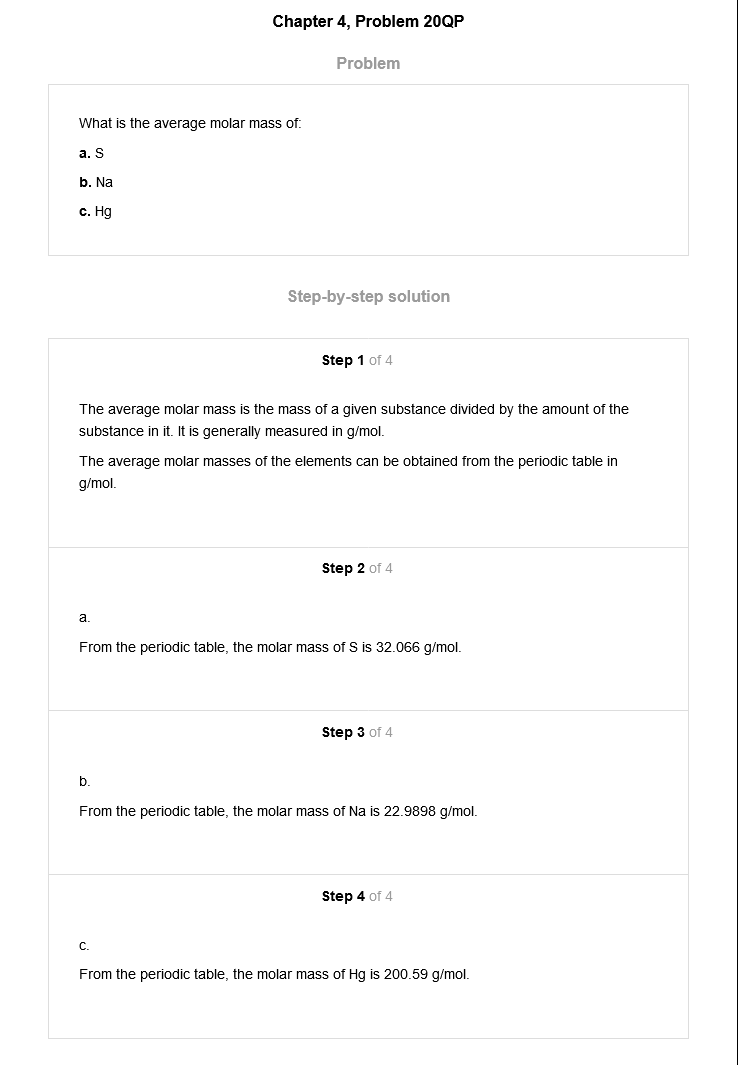 Chapter 4, Problem 20QP
Problem
What is the average molar mass of:
a. S
b. Na
c. Hg
Step-by-step solution
Step 1 of 4
The average molar mass is the mass of a given substance divided by the amount of the
substance in it. It is generally measured in g/mol.
The average molar masses of the elements can be obtained from the periodic table in
g/mol.
Step 2 of 4
a.
From the periodic table, the molar mass of S is 32.066 g/mol.
Step 3 of 4
b.
From the periodic table, the molar mass of Na is 22.9898 g/mol.
Step 4 of 4
c.
From the periodic table, the molar mass of Hg is 200.59 g/mol.